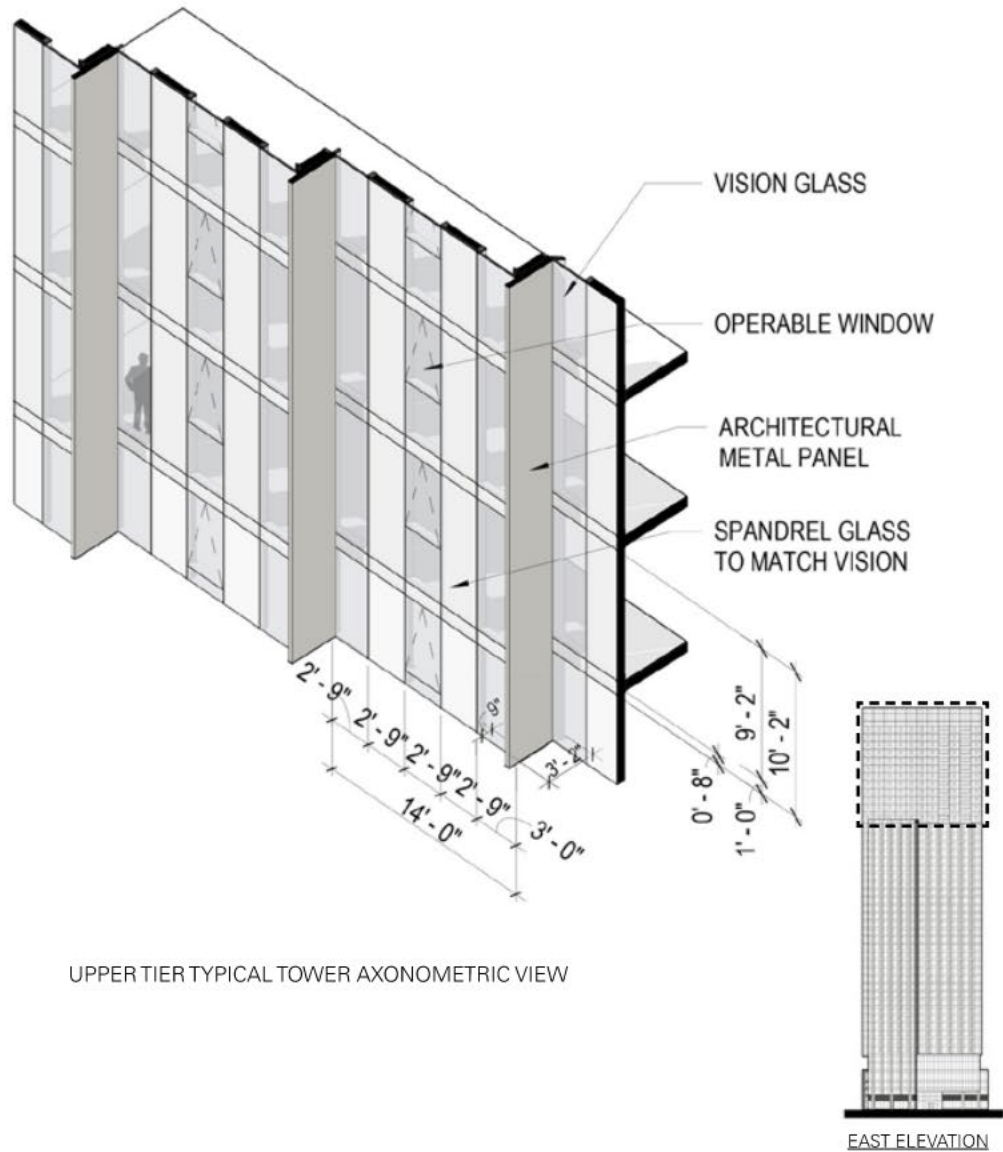 VISION GLASS
OPERABLE WINDOW
ARCHITECTURAL
METAL PANEL
SPANDREL GLASS
TO MATCH VISION
2' - 9"
2' - 9"
2' - 9"
2' - 9"
3' - 0"
14' - 0"
3' - 2"
0' - 8"
1' - 0"
9' - 2"
10' - 2"
UPPER TIER TYPICAL TOWER AXONOMETRIC VIEW
EAST ELEVATION